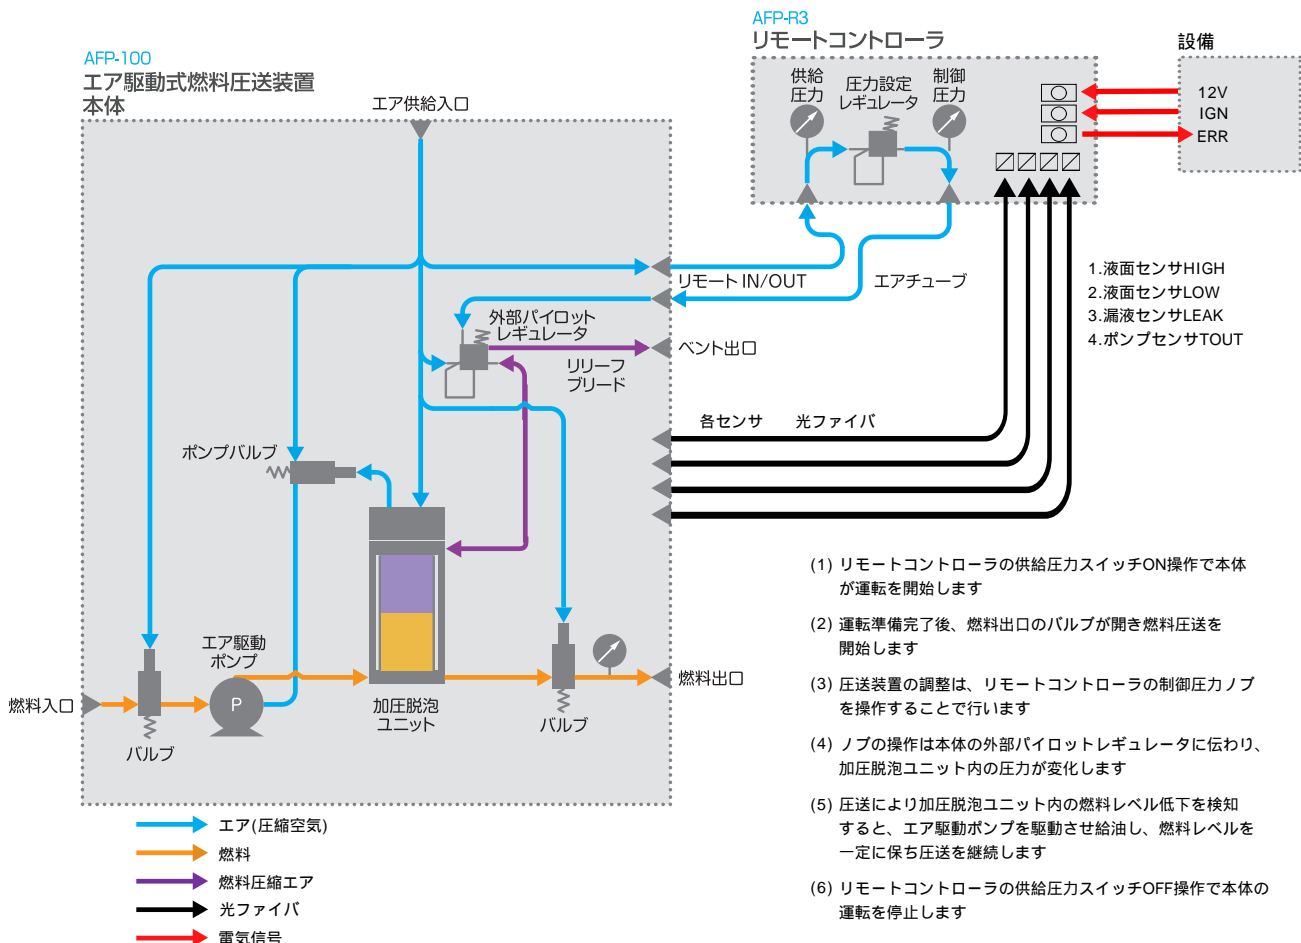 AFP-100
エア駆動式燃料圧送装置
本体
エア供給入口
AFP-R3
リモートコントローラ
供給
圧力
圧力設定
レギュレータ
制御
圧力
設備
12V
IGN
ERR
リモート IN/OUT
エアチューブ
1.液面センサHIGH
2.液面センサLOW
3.漏液センサLEAK
4.ポンプセンサTOUT
外部パイロット
レギュレータ
ベント出口
リリーフ
ブリード
各センサ 光ファイバ
ポンプバルブ
エア駆動
ポンプ
P
燃料入口
バルブ
加圧脱泡
ユニット
バルブ
燃料出口
エア(圧縮空気)
燃料
燃料圧縮エア
光ファイバ
電気信号
(1) リモートコントローラの供給圧力スイッチON操作で本体
が運転を開始します
(2) 運転準備完了後、燃料出口のバルブが開き燃料圧送を
開始します
(3) 圧送装置の調整は、リモートコントローラの制御圧力ノブ
を操作することで行います
(4) ノブの操作は本体の外部パイロットレギュレータに伝わり、
加圧脱泡ユニット内の圧力が変化します
(5) 圧送により加圧脱泡ユニット内の燃料レベル低下を検知
すると、エア駆動ポンプを駆動させ給油し、燃料レベルを
一定に保ち圧送を継続します
(6) リモートコントローラの供給圧力スイッチOFF操作で本体の
運転を停止します